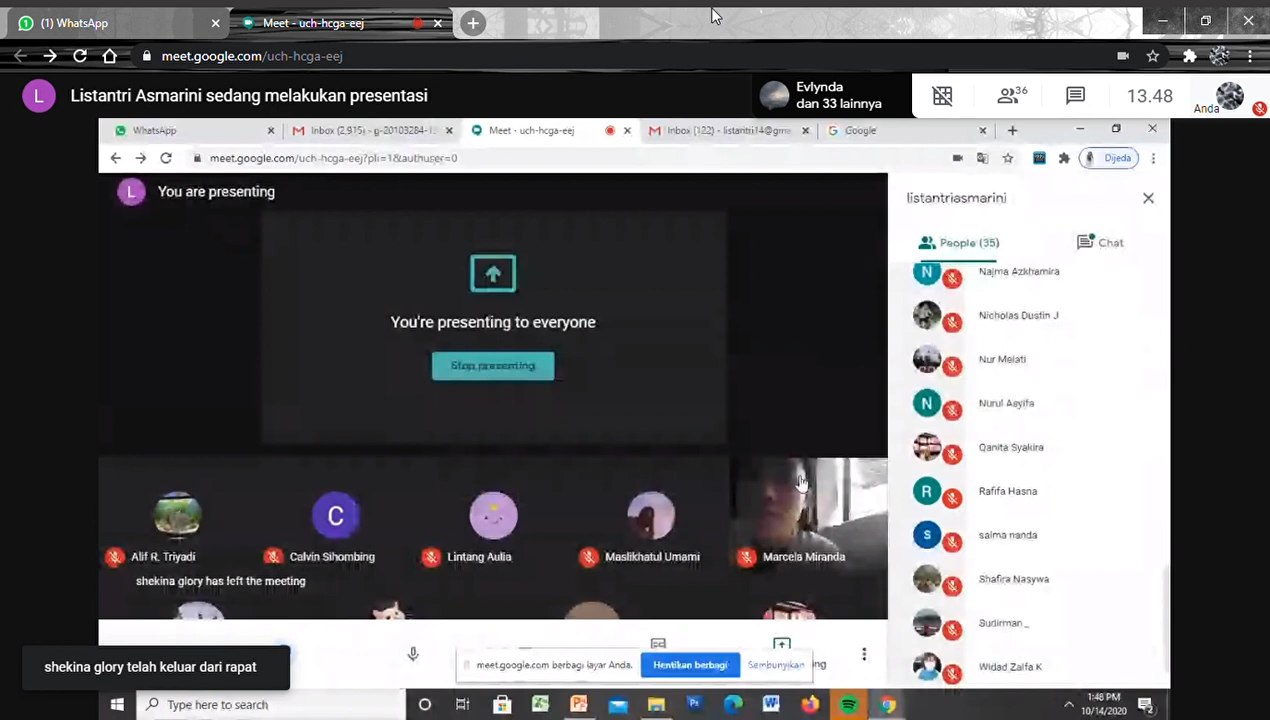 (1) WhatsApp
Meet - uch-hcga-eej
meet.google.com/uch-hcga-eej
L
Listantri Asmarini sedang melakukan presentasi
Evlynda
dan 33 lainnya
36
13.48
Anda
WhatsApp
Inbox (2,915) - g-20103284-1
Meet - uch-hcga-eej
Inbox (122) - listantri14@gma
Google
meet.google.com/uch-hcga-eej?pli=1&authuser=0
Dijeda
L
You are presenting
You're presenting to everyone
Stop presenting
listantriasmarini
People (35)
Chat
N
Najma Azkhamira
Nicholas Dustin J
Nur Melati
N
Nurul Asyifa
Qanita Syakira
R
Rafifa Hasna
s
salma nanda
Shafira Nasywa
Sudirman _
Widad Zalfa K
C
Alif R. Triyadi
Calvin Sihombing
Lintang Aulia
Maslikhatul Umami
Marcela Miranda
shekina glory has left the meeting
shekina glory telah keluar dari rapat
meet.google.com berbagi layar Anda.
Hentikan berbagi
Sembunyikan
Type here to search
1:48 PM
10/14/2020
2